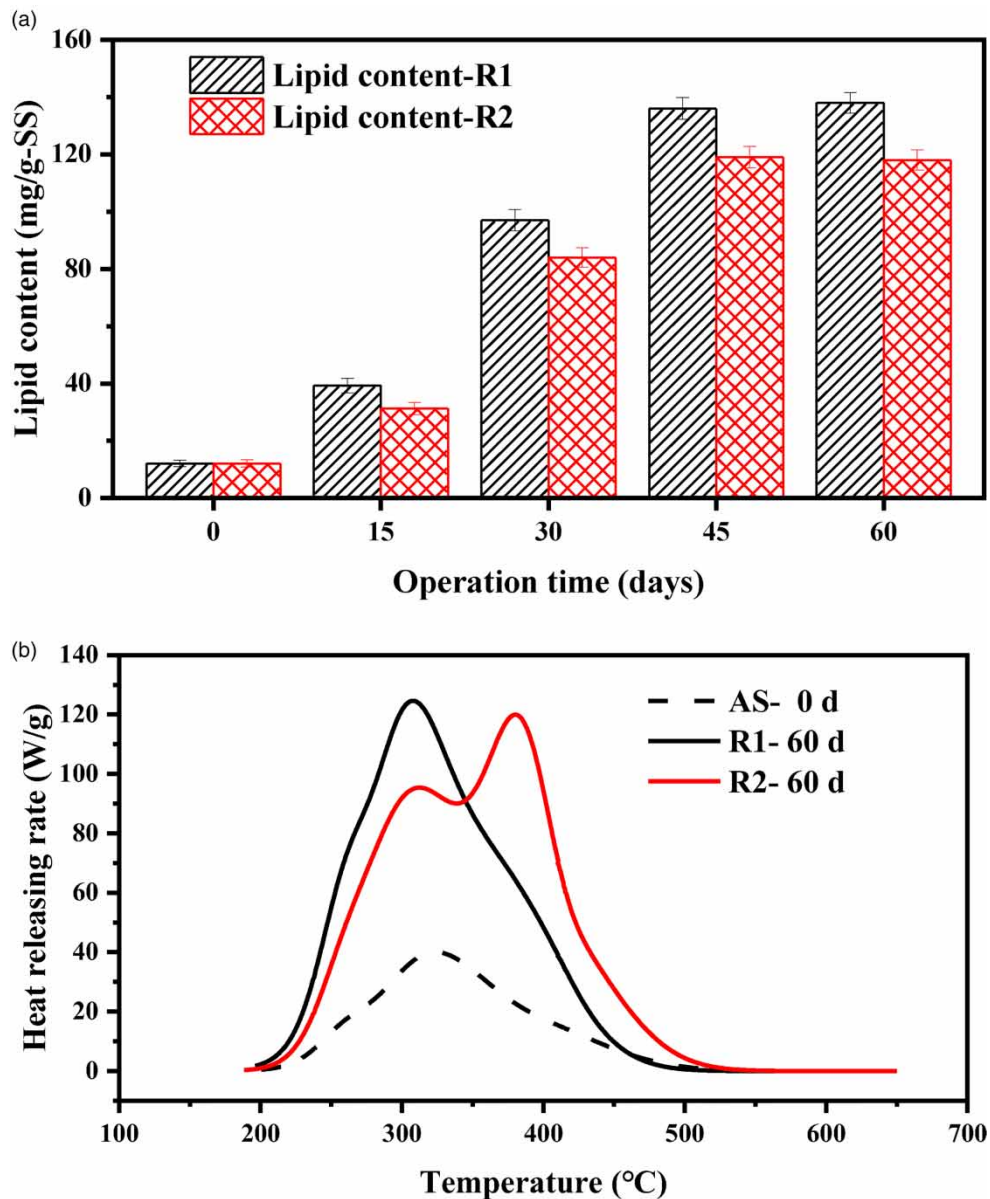 (a)
160
120
80
40
0
Lipid content (mg/g-SS)
Lipid content-R1
Lipid content-R2
0 15 30 45 60
Operation time (days)
(b)
140
120
100
80
60
40
20
0
Heat releasing rate (W/g)
AS- 0 d
R1- 60 d
R2- 60 d
100 200 300 400 500 600 700
Temperature (°C)